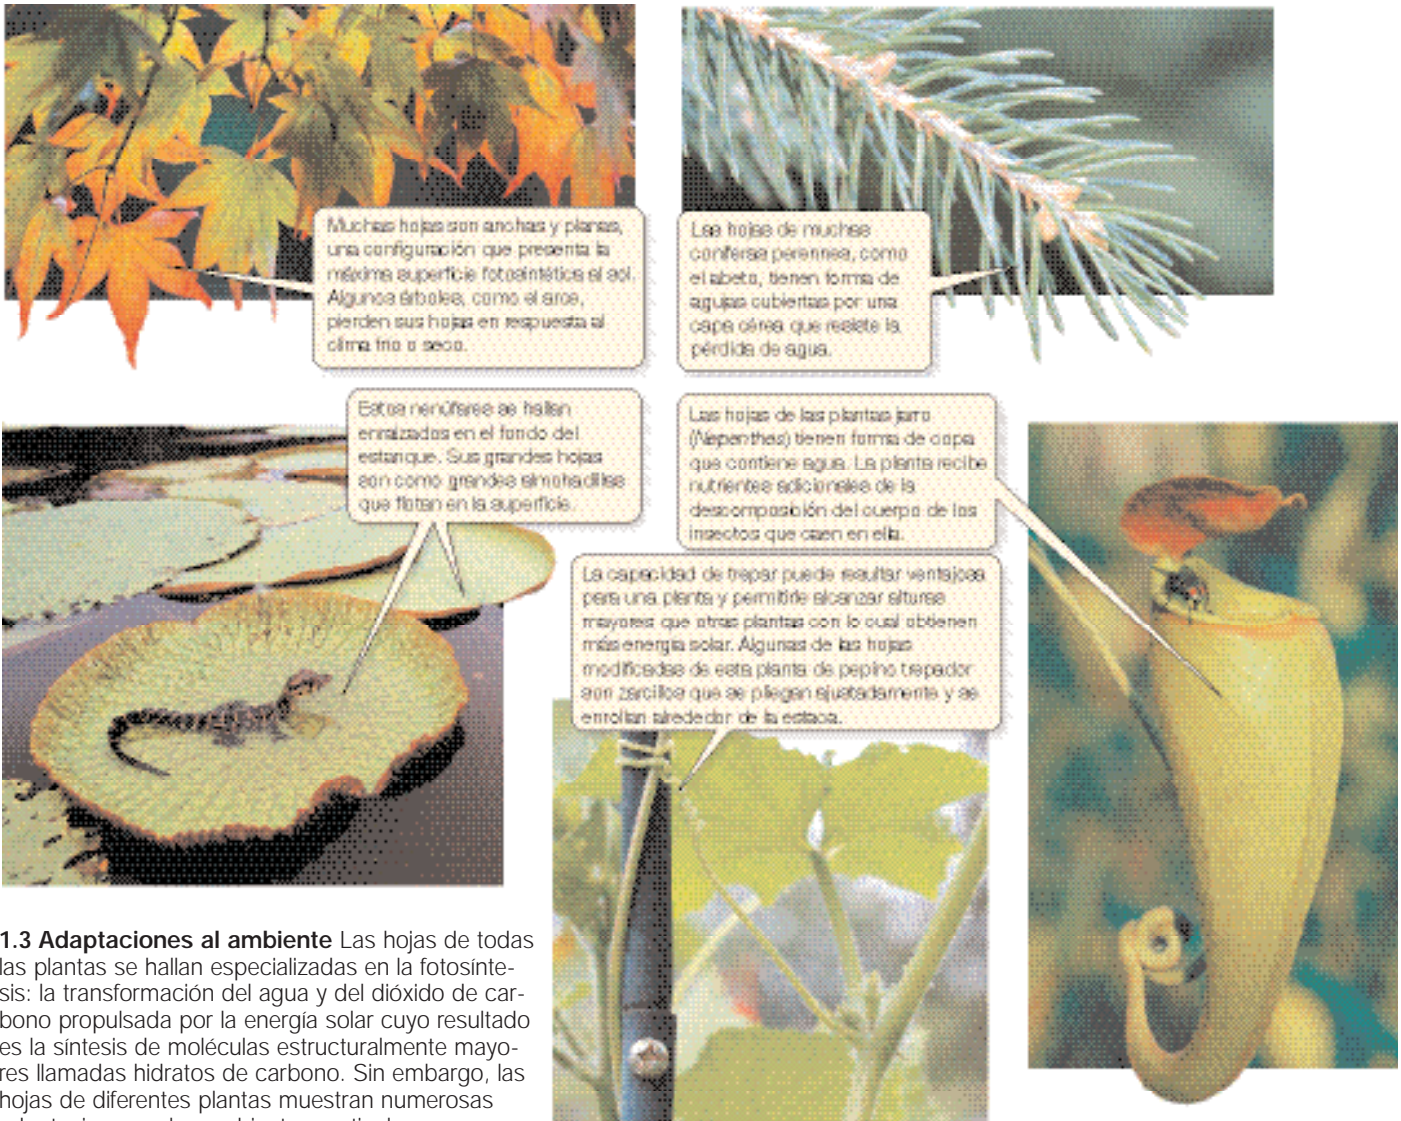 Muchas hojas son anchas y planas,
una configuración que presenta la
máxima superficie fotosintética al sol.
Algunos árboles, como el arce,
pierden sus hojas en respuesta al
clima frío o seco.
Las hojas de muchas
coníferas perennes, como
el abeto, tienen forma de
agujas cubiertas por una
capa cérea que resiste la
pérdida de agua.
Estos nenúfares se hallan
enraizados en el fondo del
estanque. Sus grandes hojas
son como grandes almohadillas
que flotan en la superficie.
Las hojas de las plantas jarro
(Nepenthes) tienen forma de copa
que contiene agua. La planta recibe
nutrientes adicionales de la
descomposición del cuerpo de los
insectos que caen en ella.
La capacidad de trepar puede resultar ventajosa
para una planta y permitirle alcanzar alturas
mayores que otras plantas con lo cual obtienen
más energía solar. Algunas de las hojas
modificadas de esta planta de pepino trepador
son zarcillos que se pliegan ajustadamente y se
enrollan alrededor de la estaca.
1.3 Adaptaciones al ambiente Las hojas de todas
las plantas se hallan especializadas en la fotosínte-
sis: la transformación del agua y del dióxido de car-
bono propulsada por la energía solar cuyo resultado
es la síntesis de moléculas estructuralmente mayo-
res llamadas hidratos de carbono. Sin embargo, las
hojas de diferentes plantas muestran numerosas